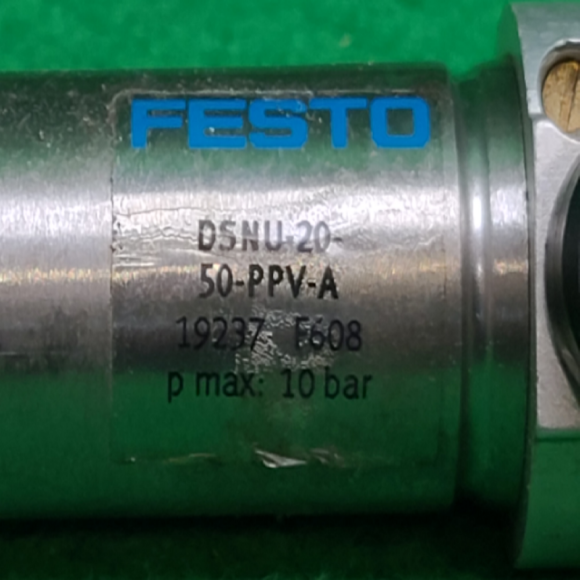 FESTO
DSNU-20-
50-PPV-A
19237 F608
p max: 10 bar